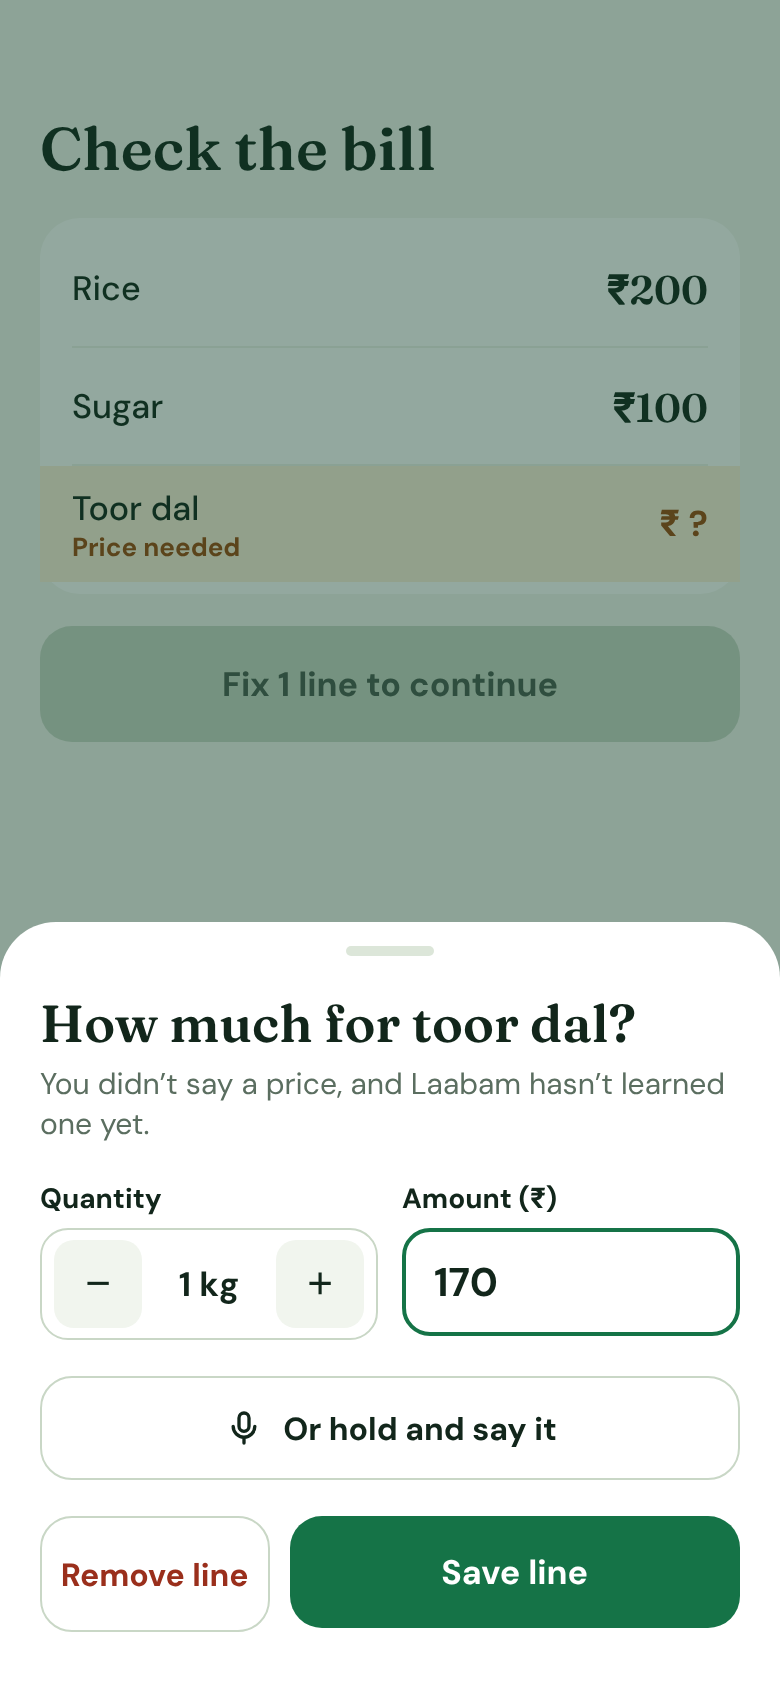 Check the bill
Rice ₹200
Sugar ₹100
Toor dal ₹ ?
Price needed
Fix 1 line to continue
How much for toor dal?
You didn’t say a price, and Laabam hasn’t learned
one yet.
Quantity Amount (₹)
− 1 kg + 170
Or hold and say it
Remove line Save line